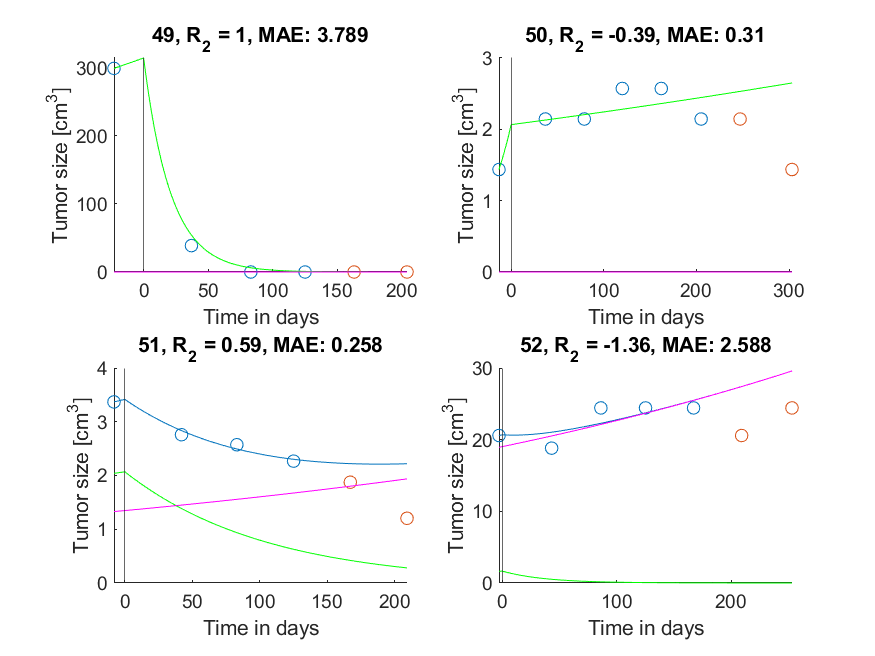 49, R2 = 1, MAE: 3.789
Tumor size [cm3]
300
200
100
0
0 50 100 150 200
Time in days
50, R2 = -0.39, MAE: 0.31
Tumor size [cm3]
3
2
1
0
0 100 200 300
Time in days
51, R2 = 0.59, MAE: 0.258
Tumor size [cm3]
4
3
2
1
0
0 50 100 150 200
Time in days
52, R2 = -1.36, MAE: 2.588
Tumor size [cm3]
30
20
10
0
0 100 200
Time in days